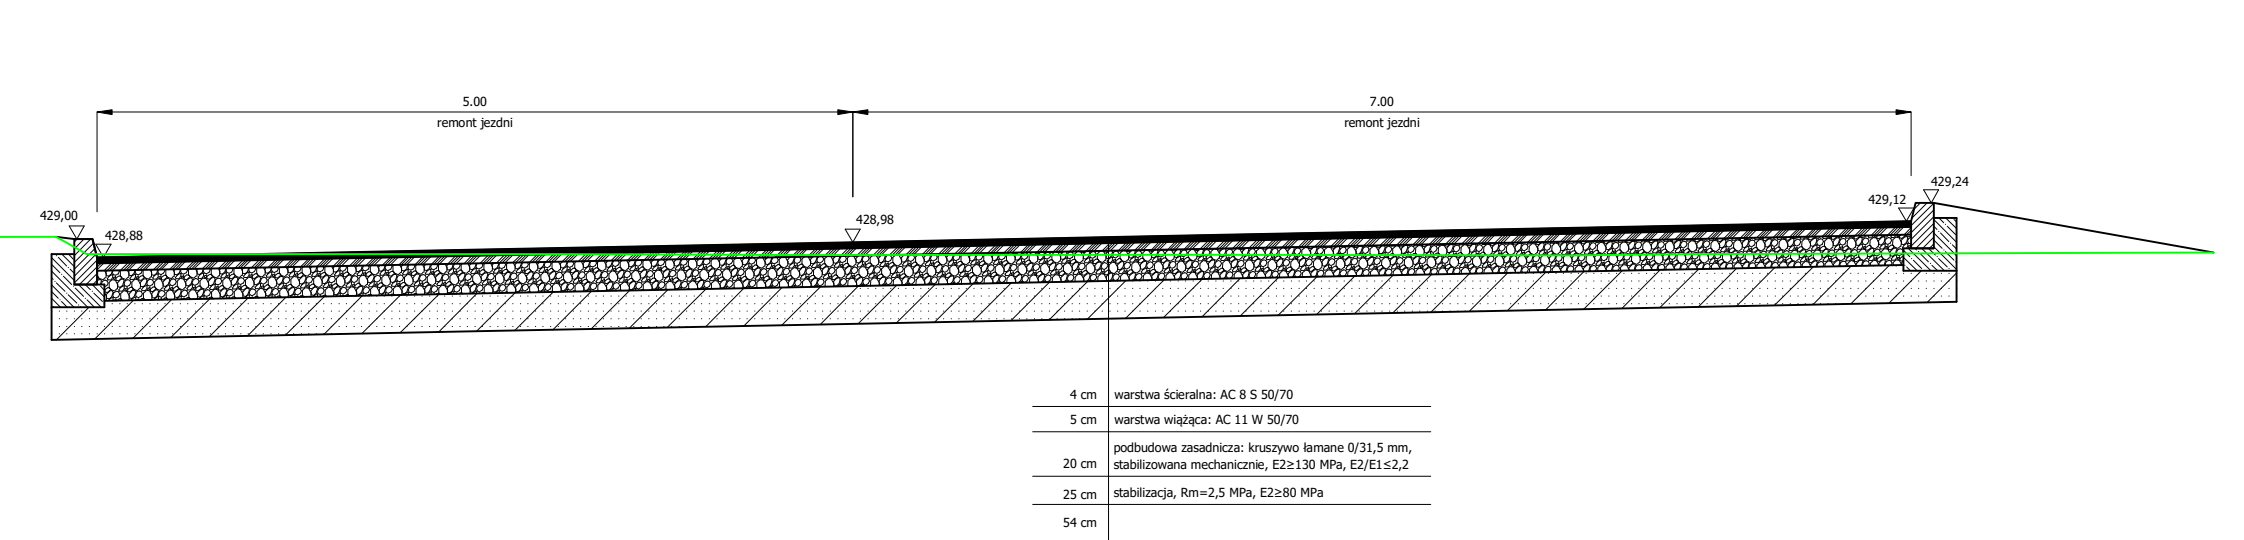 5.00
7.00
remont jezdni
remont jezdni
429,24
429,12
429,00
428,98
428,88
4 cm warstwa ścieralna: AC 8 S 50/70
5 cm warstwa wiążąca: AC 11 W 50/70
podbudowa zasadnicza: kruszywo łamane 0/31,5 mm,
20 cm stabilizowana mechanicznie, E2≥130 MPa, E2/E1≤2,2
25 cm stabilizacja, Rm=2,5 MPa, E2≥80 MPa
54 cm